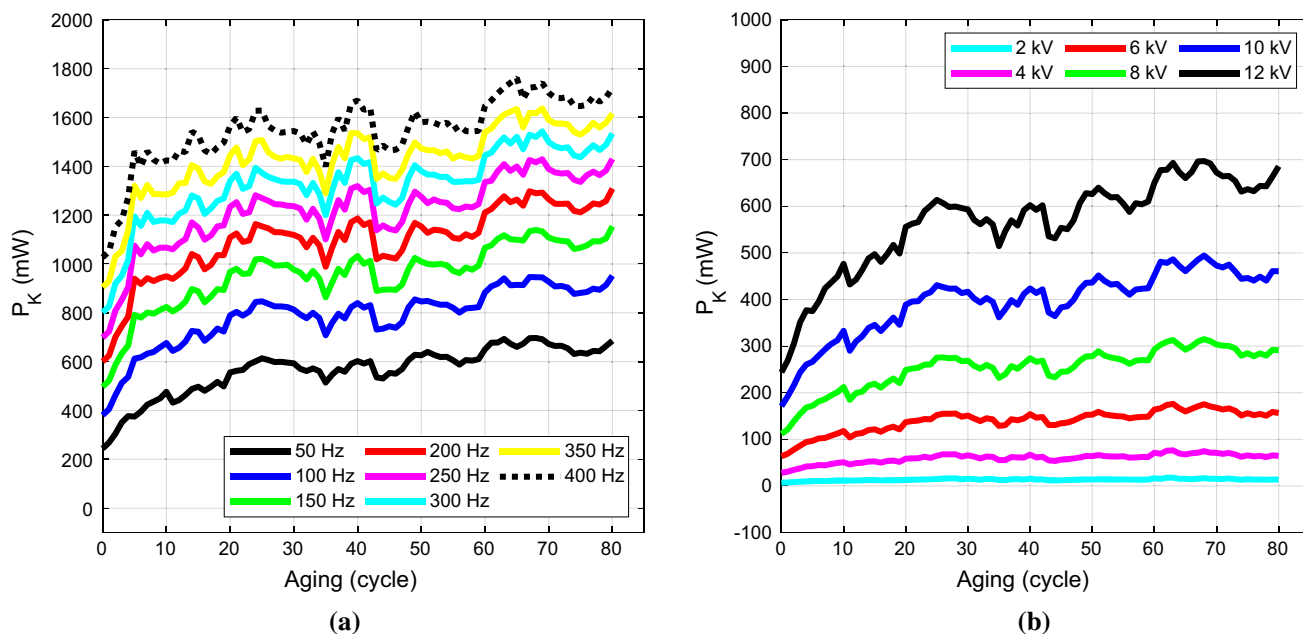 2000
1800
1600
1400
1200
1000
800
600
400
200
0
P_K (mW)
50 Hz 200 Hz 350 Hz
100 Hz 250 Hz 400 Hz
150 Hz 300 Hz
0 10 20 30 40 50 60 70 80
Aging (cycle)
(a)
1000
900
800
700
600
500
400
300
200
100
0
-100
P_K (mW)
2 kV 6 kV 10 kV
4 kV 8 kV 12 kV
0 10 20 30 40 50 60 70 80
Aging (cycle)
(b)